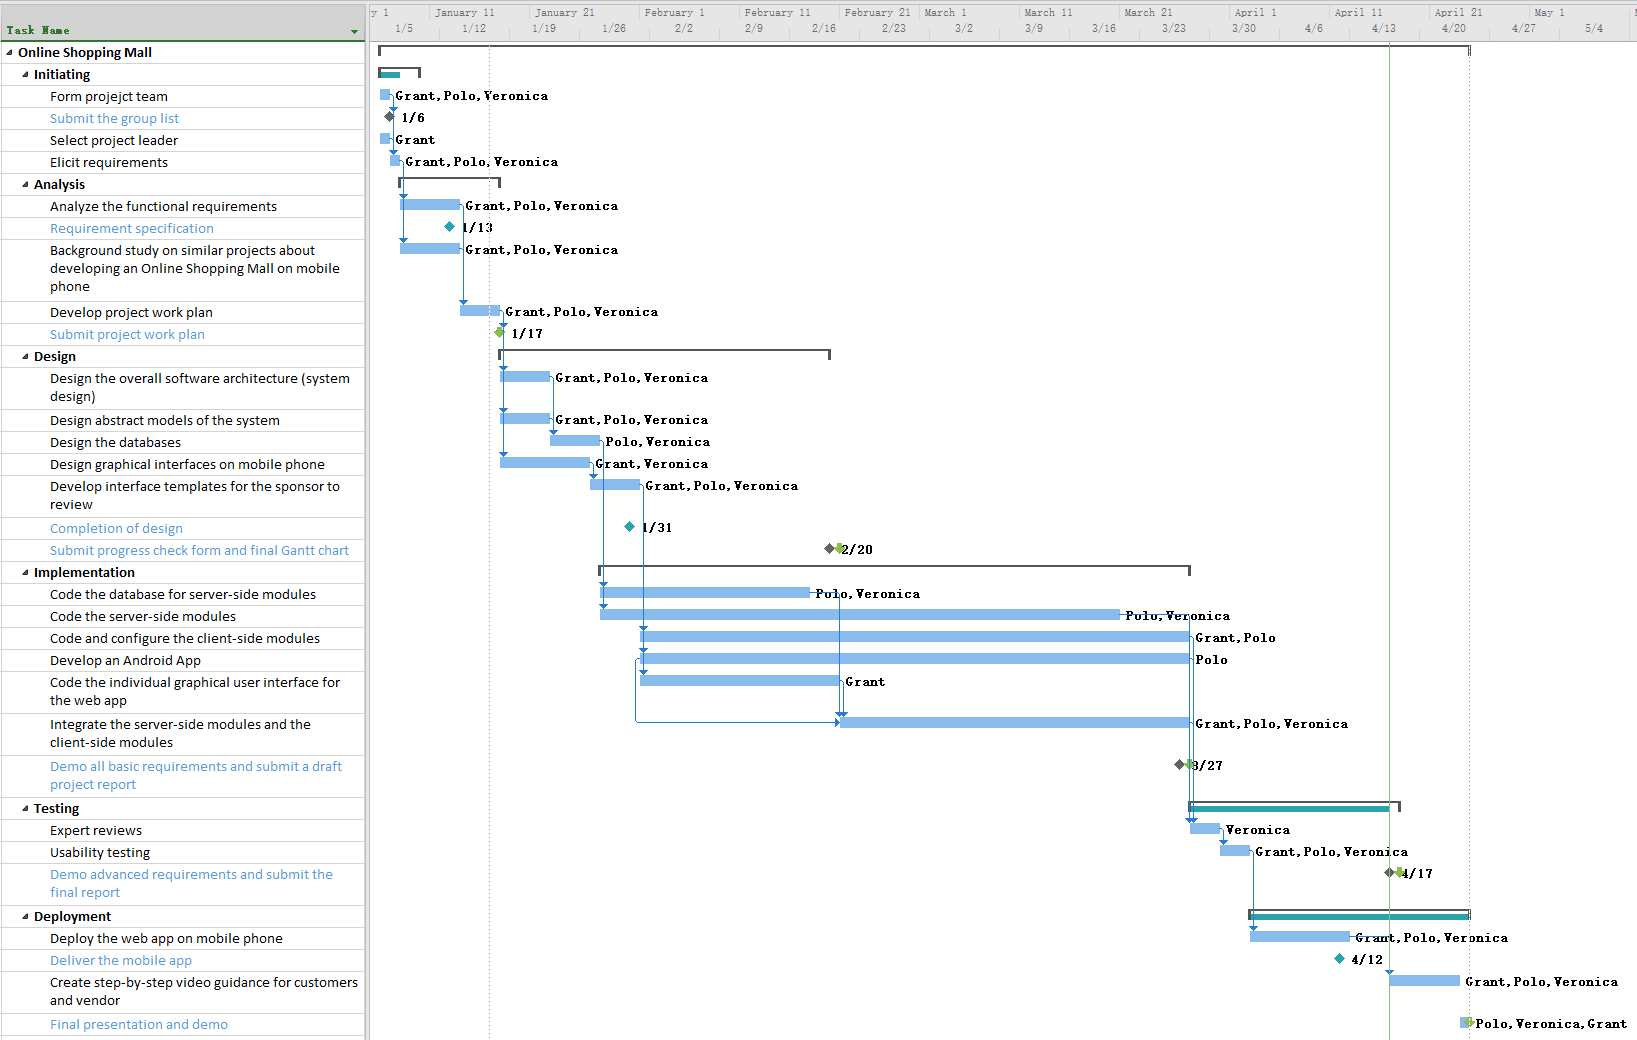 y 1 January 11 January 21 February 1 February 11 February 21 March 1 March 11 March 21 April 1 April 11 April 21 May 1
Task Name 1/5 1/12 1/19 1/26 2/2 2/9 2/16 2/23 3/2 3/9 3/16 3/23 3/30 4/6 4/13 4/20 4/27 5/4
Online Shopping Mall
Initiating
Form projejct team Grant,Polo,Veronica
Submit the group list 1/6
Select project leader Grant
Elicit requirements Grant,Polo,Veronica
Analysis
Analyze the functional requirements Grant,Polo,Veronica
Requirement specification 1/13
Background study on similar projects about Grant,Polo,Veronica
developing an Online Shopping Mall on mobile
phone
Develop project work plan Grant,Polo,Veronica
Submit project work plan 1/17
Design
Design the overall software architecture (system Grant,Polo,Veronica
design)
Design abstract models of the system Grant,Polo,Veronica
Design the databases Polo,Veronica
Design graphical interfaces on mobile phone Grant,Veronica
Develop interface templates for the sponsor to Grant,Polo,Veronica
review
Completion of design 1/31
Submit progress check form and final Gantt chart 2/20
Implementation
Code the database for server-side modules Polo,Veronica
Code the server-side modules Polo,Veronica
Code and configure the client-side modules Grant,Polo
Develop an Android App Polo
Code the individual graphical user interface for Grant
the web app
Integrate the server-side modules and the Grant,Polo,Veronica
client-side modules
Demo all basic requirements and submit a draft 3/27
project report
Testing
Expert reviews Veronica
Usability testing Grant,Polo,Veronica
Demo advanced requirements and submit the 4/17
final report
Deployment
Deploy the web app on mobile phone Grant,Polo,Veronica
Deliver the mobile app 4/12
Create step-by-step video guidance for customers Grant,Polo,Veronica
and vendor
Final presentation and demo Polo,Veronica,Grant